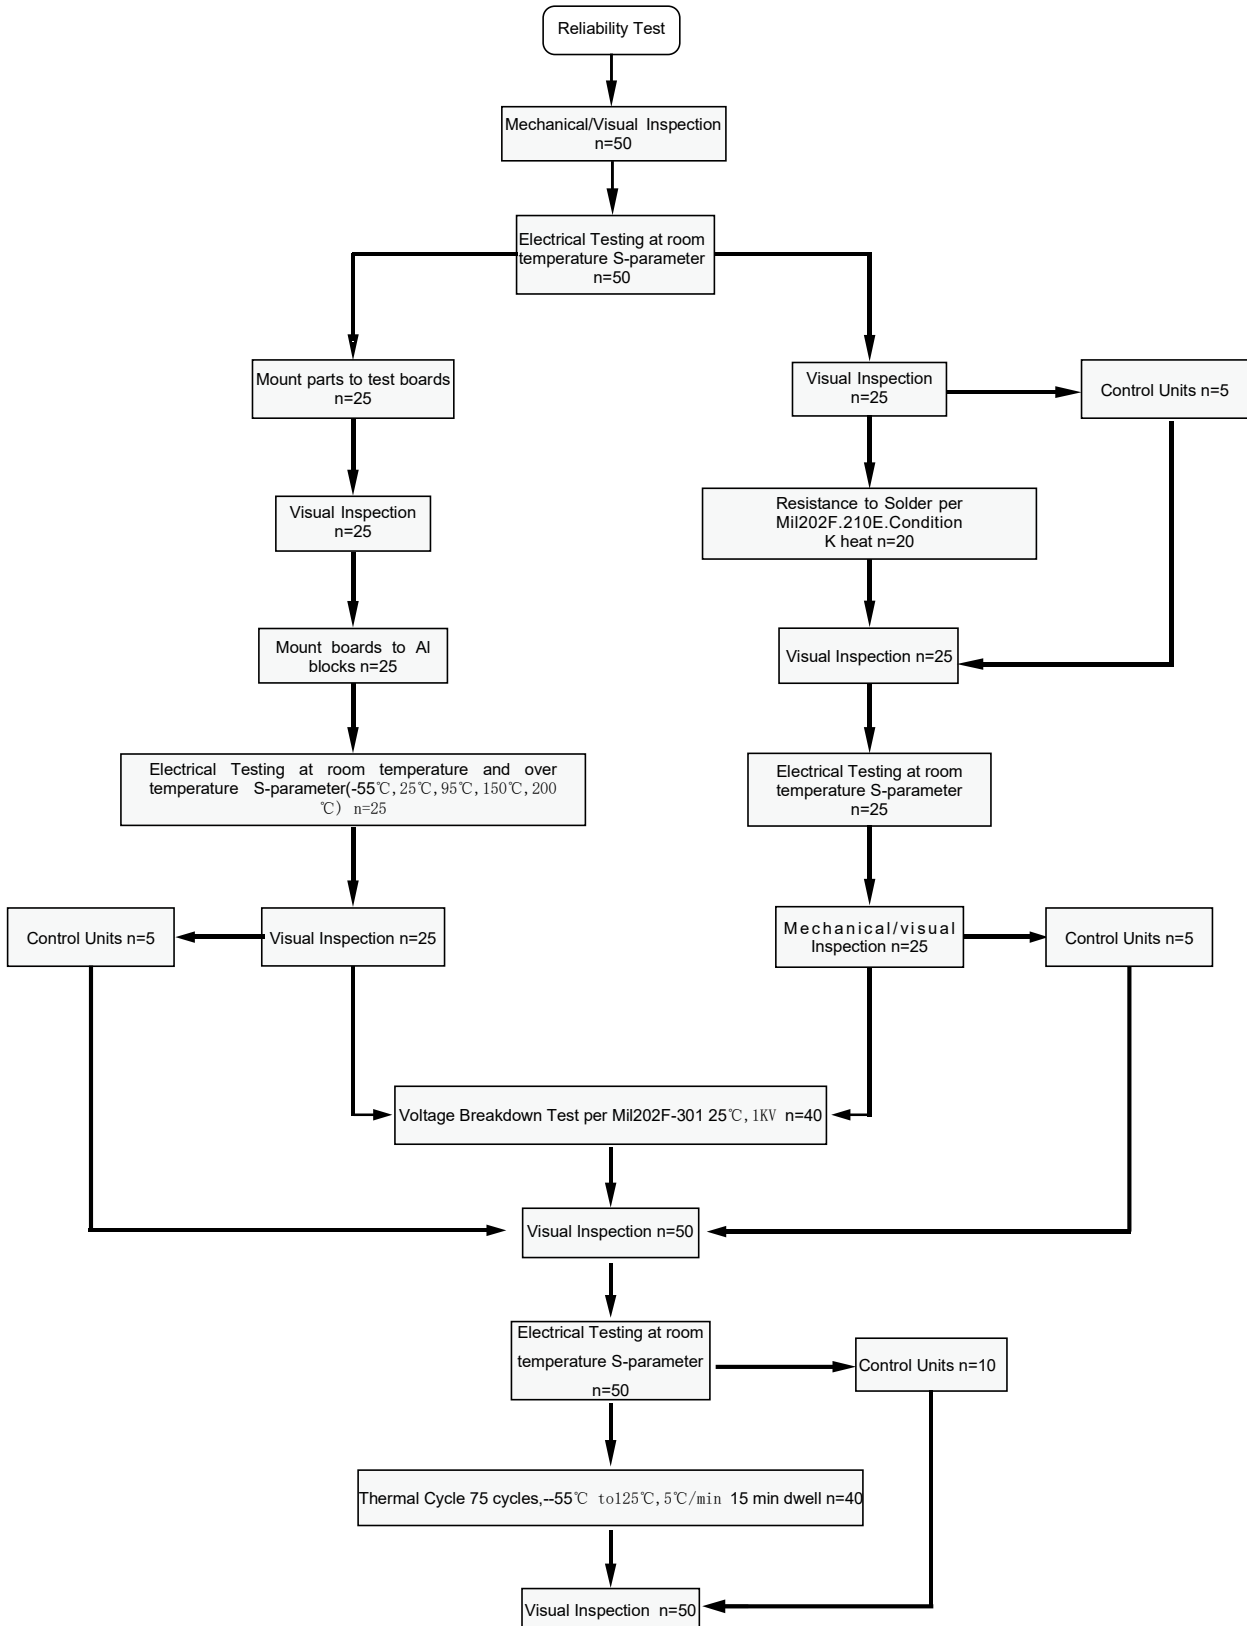 Reliability Test
Mechanical/Visual Inspection
n=50
Electrical Testing at room
temperature S-parameter
n=50
Mount parts to test boards
n=25
Visual Inspection
n=25
Control Units n=5
Visual Inspection
n=25
Resistance to Solder per
Mil202F.210E.Condition
K heat n=20
Mount boards to Al
blocks n=25
Visual Inspection n=25
Electrical Testing at room temperature and over
temperature S-parameter(-55℃,25℃,95℃,150℃,200
℃) n=25
Electrical Testing at room
temperature S-parameter
n=25
Control Units n=5
Visual Inspection n=25
Mechanical/visual
Inspection n=25
Control Units n=5
Voltage Breakdown Test per Mil202F-301 25℃,1KV n=40
Visual Inspection n=50
Electrical Testing at room
temperature S-parameter
n=50
Control Units n=10
Thermal Cycle 75 cycles,--55℃ to125℃,5℃/min 15 min dwell n=40
Visual Inspection n=50